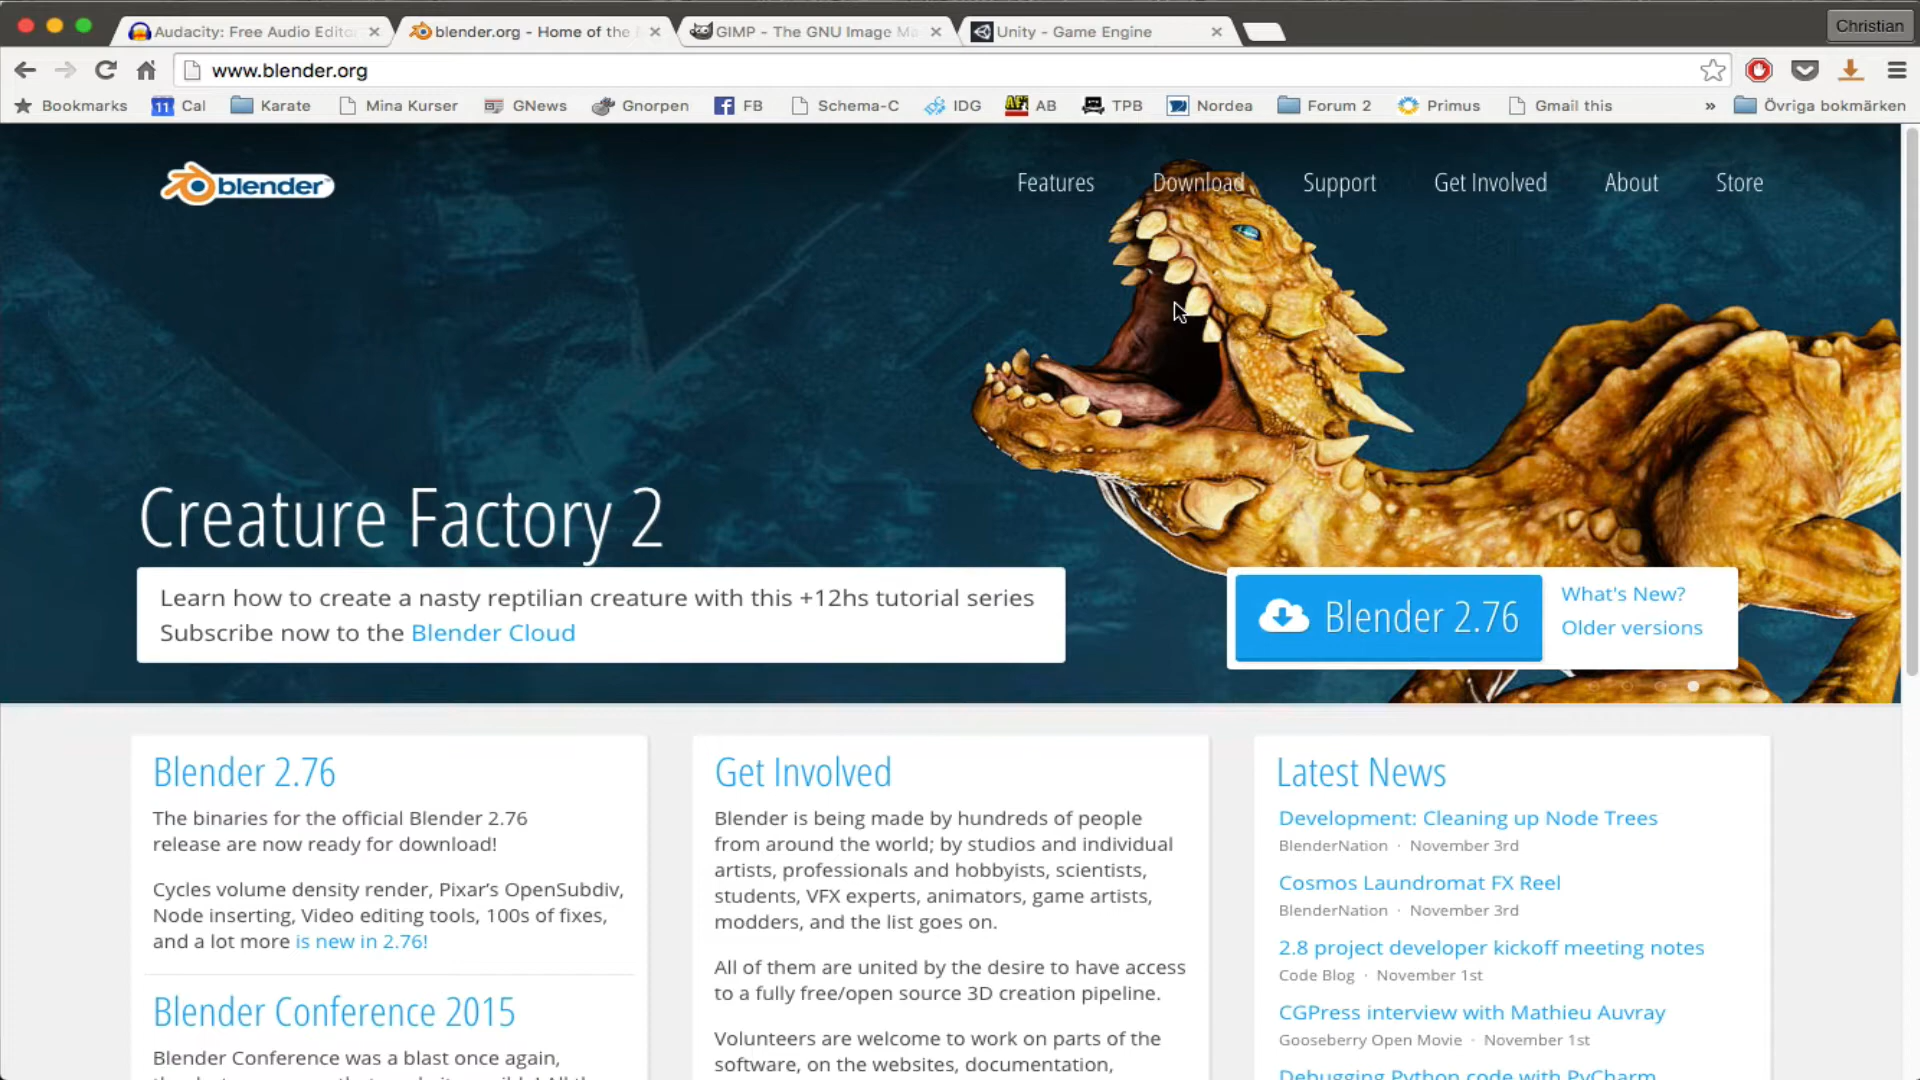 Audacity: Free Audio Edito
blender.org - Home of the
GIMP - The GNU Image Ma
Unity - Game Engine
Christian
www.blender.org
Bookmarks
11 Cal
Karate
Mina Kurser
GNews
Gnorpen
FB
Schema-C
IDG
AB
TPB
Nordea
Forum 2
Primus
Gmail this
»
Övriga bokmärken
blender
Features
Download
Support
Get Involved
About
Store
Creature Factory 2
Learn how to create a nasty reptilian creature with this +12hs tutorial series
Subscribe now to the Blender Cloud
Blender 2.76
What's New?
Older versions
Blender 2.76
The binaries for the official Blender 2.76
release are now ready for download!
Cycles volume density render, Pixar's OpenSubdiv,
Node inserting, Video editing tools, 100s of fixes,
and a lot more is new in 2.76!
Blender Conference 2015
Blender Conference was a blast once again,
Get Involved
Blender is being made by hundreds of people
from around the world; by studios and individual
artists, professionals and hobbyists, scientists,
students, VFX experts, animators, game artists,
modders, and the list goes on.
All of them are united by the desire to have access
to a fully free/open source 3D creation pipeline.
Volunteers are welcome to work on parts of the
software, on the websites, documentation,
Latest News
Development: Cleaning up Node Trees
BlenderNation · November 3rd
Cosmos Laundromat FX Reel
BlenderNation · November 3rd
2.8 project developer kickoff meeting notes
Code Blog · November 1st
CGPress interview with Mathieu Auvray
Gooseberry Open Movie · November 1st
Debugging Python code with PyCharm